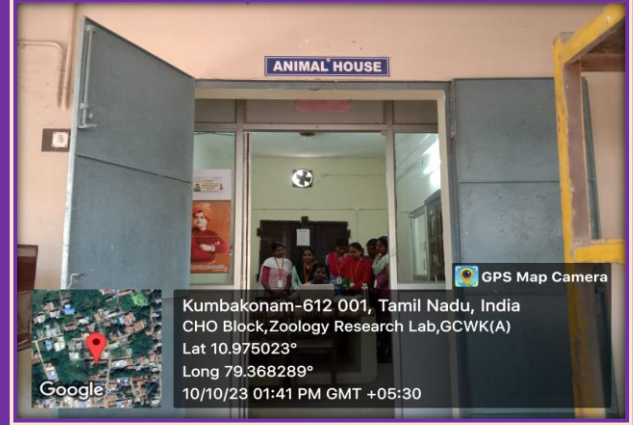 ANIMAL HOUSE
GPS Map Camera
Kumbakonam-612 001, Tamil Nadu, India
CHO Block,Zoology Research Lab,GCWK(A)
Lat 10.975023°
Long 79.368289°
10/10/23 01:41 PM GMT +05:30
Google